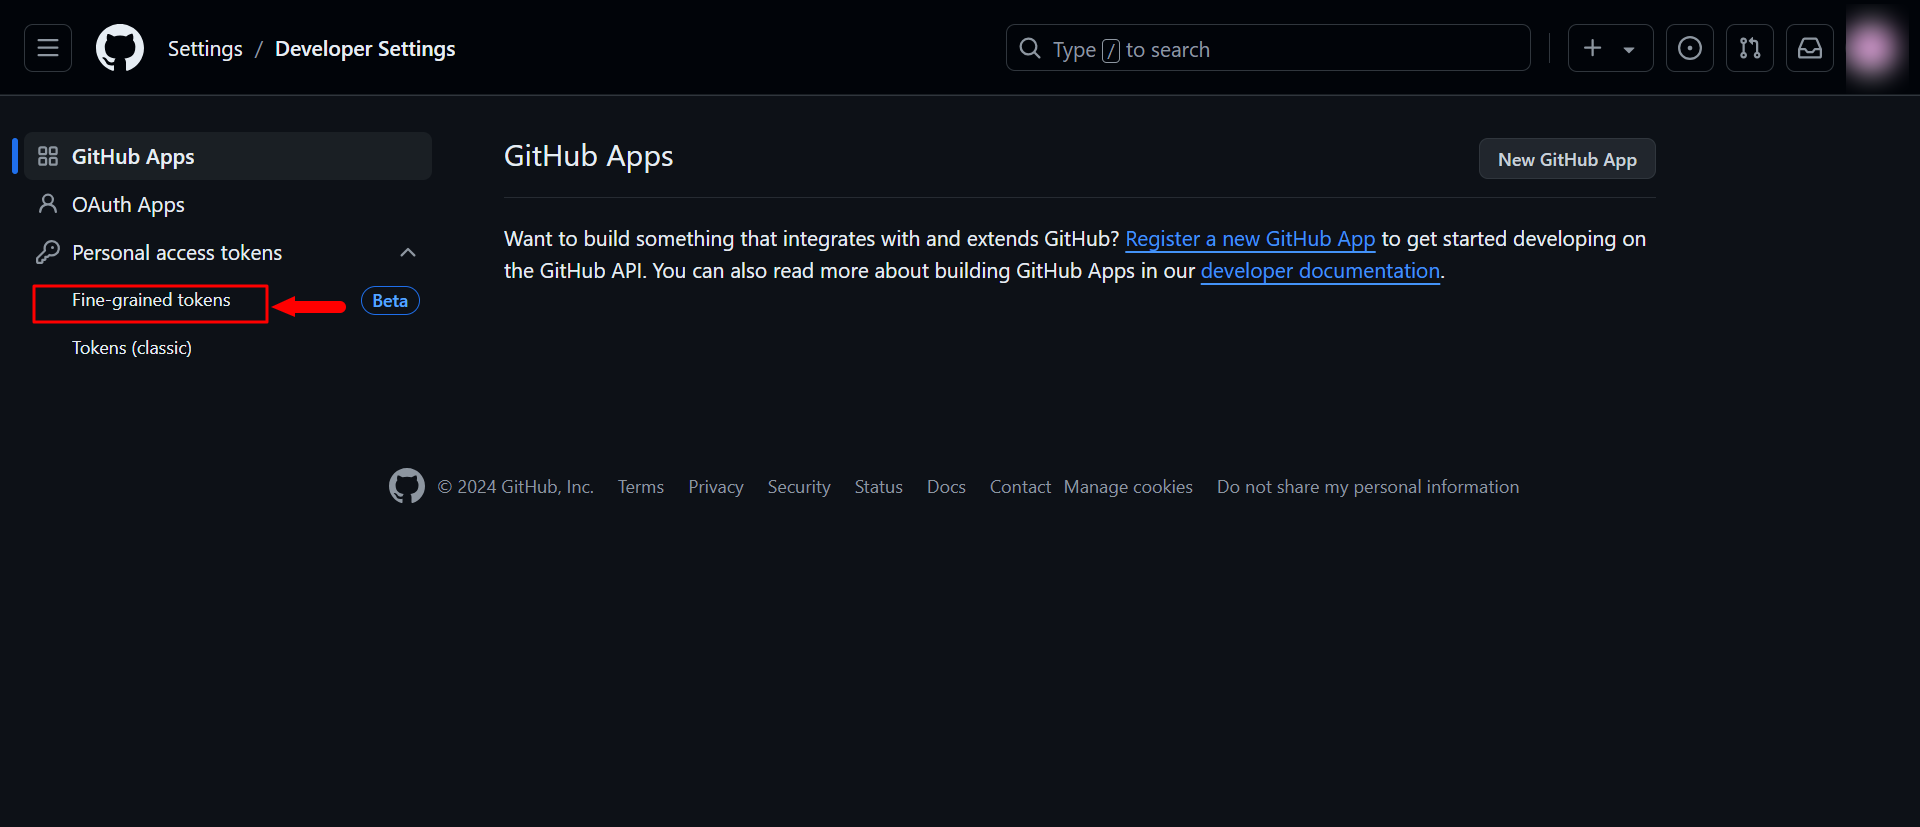 Settings / Developer Settings
Type / to search
GitHub Apps
OAuth Apps
Personal access tokens
Fine-grained tokens
Beta
Tokens (classic)
GitHub Apps
New GitHub App
Want to build something that integrates with and extends GitHub? Register a new GitHub App to get started developing on
the GitHub API. You can also read more about building GitHub Apps in our developer documentation.
© 2024 GitHub, Inc. Terms Privacy Security Status Docs Contact Manage cookies Do not share my personal information